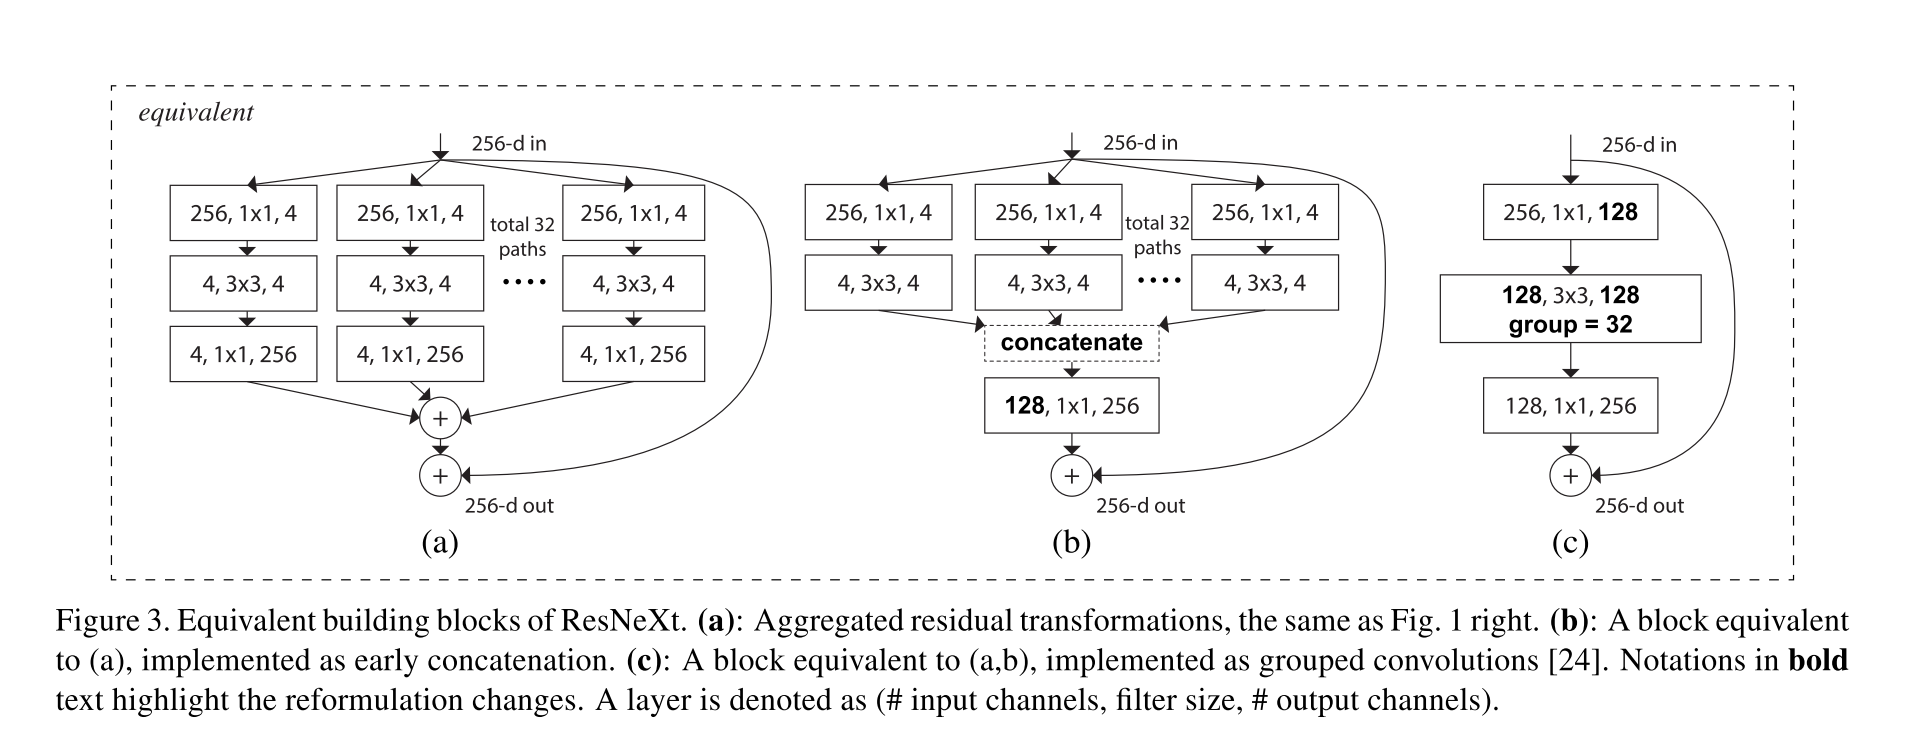 equivalent
256-d in
256, 1x1, 4
256, 1x1, 4
total 32
paths
256, 1x1, 4
4, 3x3, 4
4, 3x3, 4
....
4, 3x3, 4
4, 1x1, 256
4, 1x1, 256
4, 1x1, 256
+
+
256-d out
(a)
256-d in
256, 1x1, 4
256, 1x1, 4
total 32
paths
256, 1x1, 4
4, 3x3, 4
4, 3x3, 4
....
4, 3x3, 4
concatenate
128, 1x1, 256
+
256-d out
(b)
256-d in
256, 1x1, 128
128, 3x3, 128
group = 32
128, 1x1, 256
+
256-d out
(c)
Figure 3. Equivalent building blocks of ResNeXt. (a): Aggregated residual transformations, the same as Fig. 1 right. (b): A block equivalent
to (a), implemented as early concatenation. (c): A block equivalent to (a,b), implemented as grouped convolutions [24]. Notations in bold
text highlight the reformulation changes. A layer is denoted as (# input channels, filter size, # output channels).